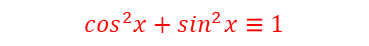 cos²x + sin²x ≡ 1